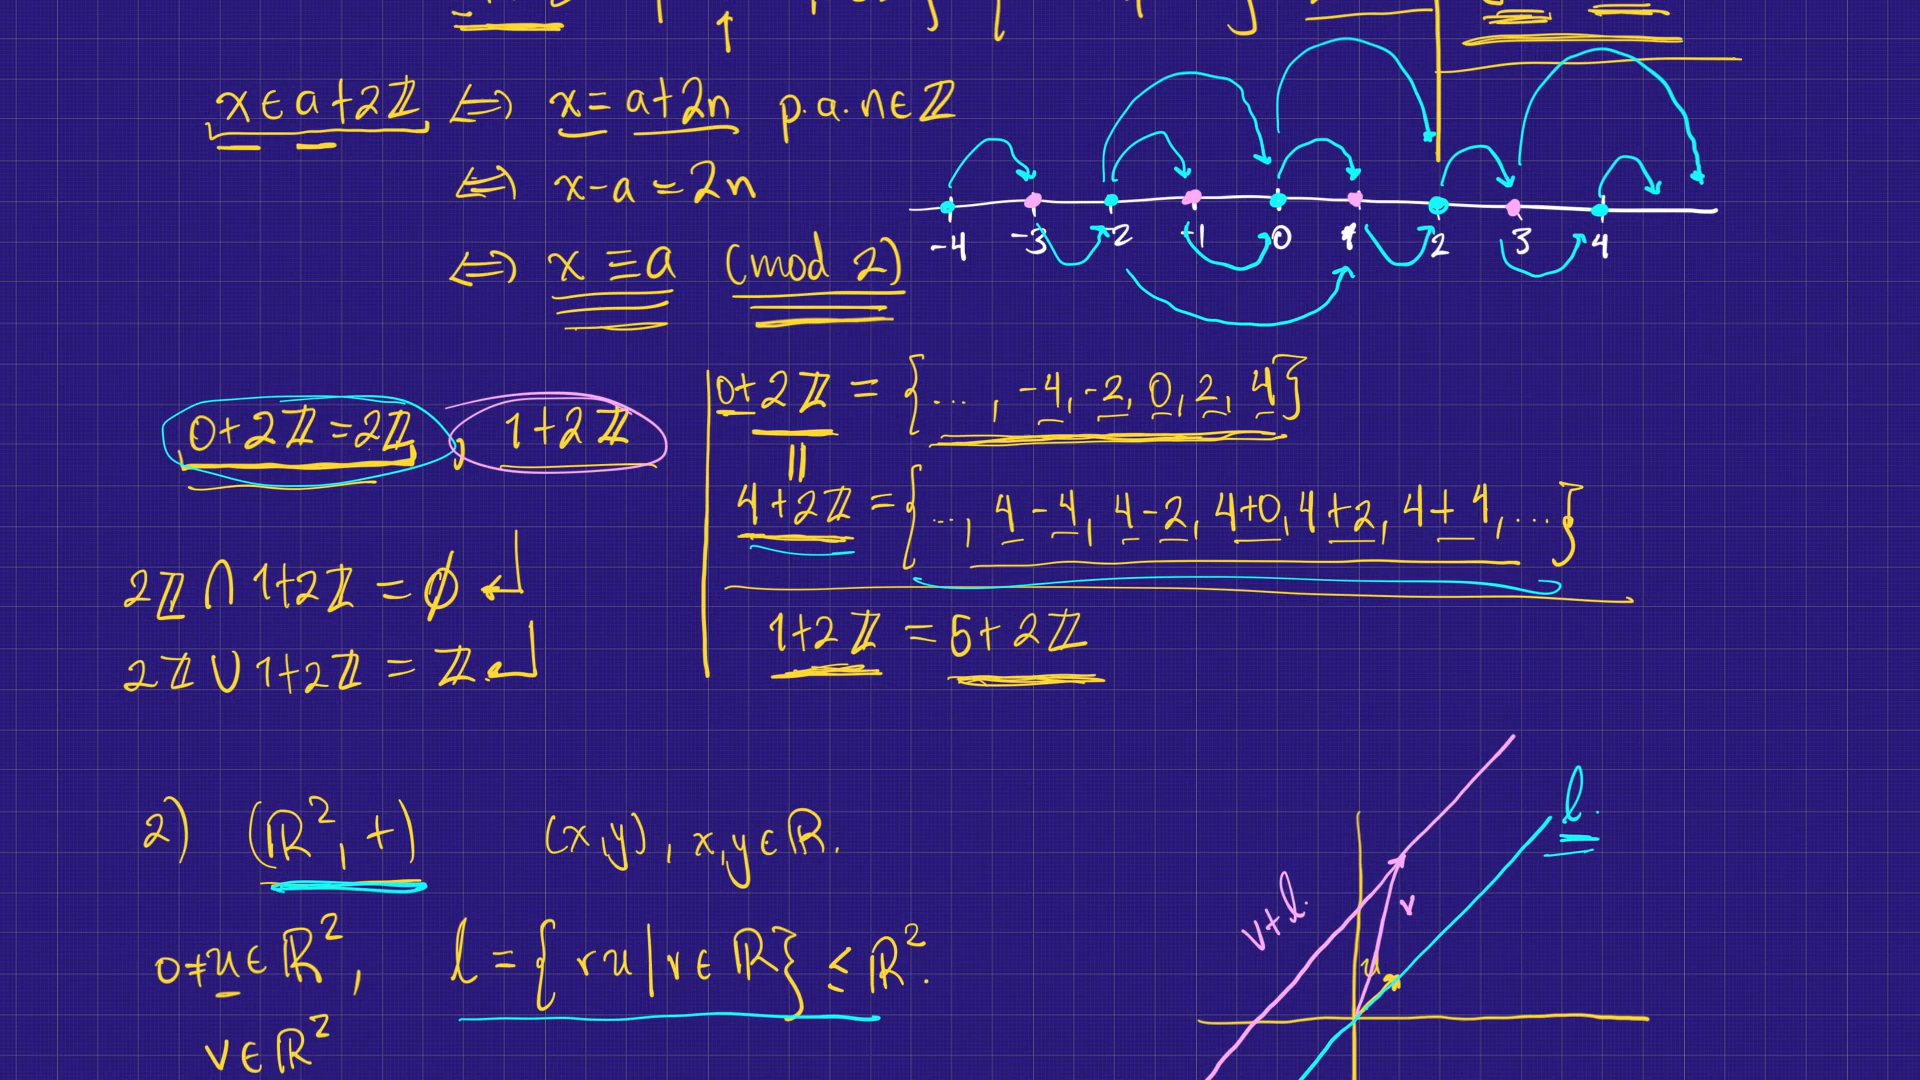 x ∈ a + 2ℤ ⟺ x = a + 2n p.a. n ∈ ℤ
⟺ x - a = 2n
⟺ x ≡ a (mod 2)
-4 -3 -2 -1 0 1 2 3 4
0 + 2ℤ = 2ℤ, 1 + 2ℤ
0 + 2ℤ = {..., -4, -2, 0, 2, 4}
=
4 + 2ℤ = {..., 4 - 4, 4 - 2, 4 + 0, 4 + 2, 4 + 4, ...}
2ℤ ∩ 1 + 2ℤ = ∅
2ℤ ∪ 1 + 2ℤ = ℤ
1 + 2ℤ = 5 + 2ℤ
2) (ℝ², +) (x, y), x, y ∈ ℝ.
0 ≠ u ∈ ℝ², l = { ru | r ∈ ℝ } ≤ ℝ².
v ∈ ℝ²
l.
v + l.
v
u